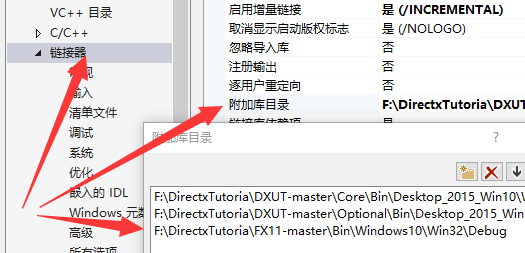 VC++ 目录
C/C++
链接器
输入
清单文件
调试
系统
优化
嵌入的 IDL
Windows
高级
所有选项
启用增量链接 是 (/INCREMENTAL)
取消显示启动版权标志 是 (/NOLOGO)
忽略导入库 否
注册输出 否
逐用户重定向 否
附加库目录 F:\DirectxTutoria\DXUT
链接库依赖项 是
附加库目录
?
F:\DirectxTutoria\DXUT-master\Core\Bin\Desktop_2015_Win10\
F:\DirectxTutoria\DXUT-master\Optional\Bin\Desktop_2015_Win
F:\DirectxTutoria\FX11-master\Bin\Windows10\Win32\Debug